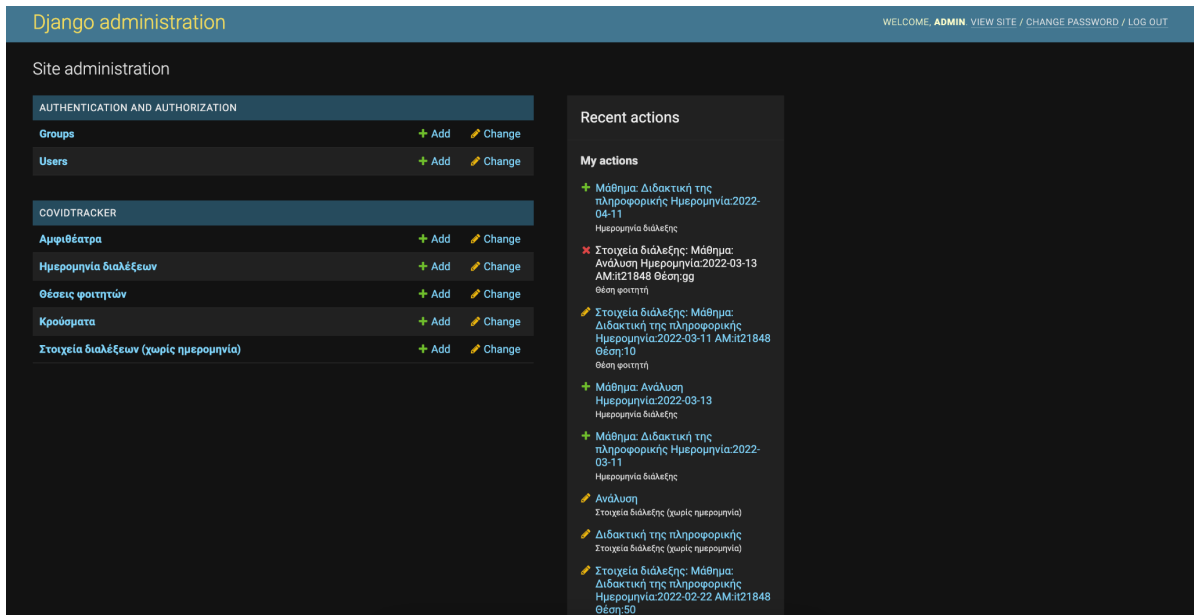 Django administration
WELCOME, ADMIN. VIEW SITE / CHANGE PASSWORD / LOG OUT
Site administration
AUTHENTICATION AND AUTHORIZATION
Groups Add Change
Users Add Change
COVIDTRACKER
Αμφιθέατρα Add Change
Ημερομηνία διαλέξεων Add Change
Θέσεις φοιτητών Add Change
Κρούσματα Add Change
Στοιχεία διαλέξεων (χωρίς ημερομηνία) Add Change
Recent actions
My actions
Μάθημα: Διδακτική της
πληροφορικής Ημερομηνία:2022-
04-11
Ημερομηνία διάλεξης
Στοιχεία διάλεξης: Μάθημα:
Ανάλυση Ημερομηνία:2022-03-13
ΑΜ:it21848 Θέση:gg
Θέση φοιτητή
Στοιχεία διάλεξης: Μάθημα:
Διδακτική της πληροφορικής
Ημερομηνία:2022-03-11 ΑΜ:it21848
Θέση:10
Θέση φοιτητή
Μάθημα: Ανάλυση
Ημερομηνία:2022-03-13
Ημερομηνία διάλεξης
Μάθημα: Διδακτική της
πληροφορικής Ημερομηνία:2022-
03-11
Ημερομηνία διάλεξης
Ανάλυση
Στοιχεία διάλεξης (χωρίς ημερομηνία)
Διδακτική της πληροφορικής
Στοιχεία διάλεξης (χωρίς ημερομηνία)
Στοιχεία διάλεξης: Μάθημα:
Διδακτική της πληροφορικής
Ημερομηνία:2022-02-22 ΑΜ:it21848
Θέση:50